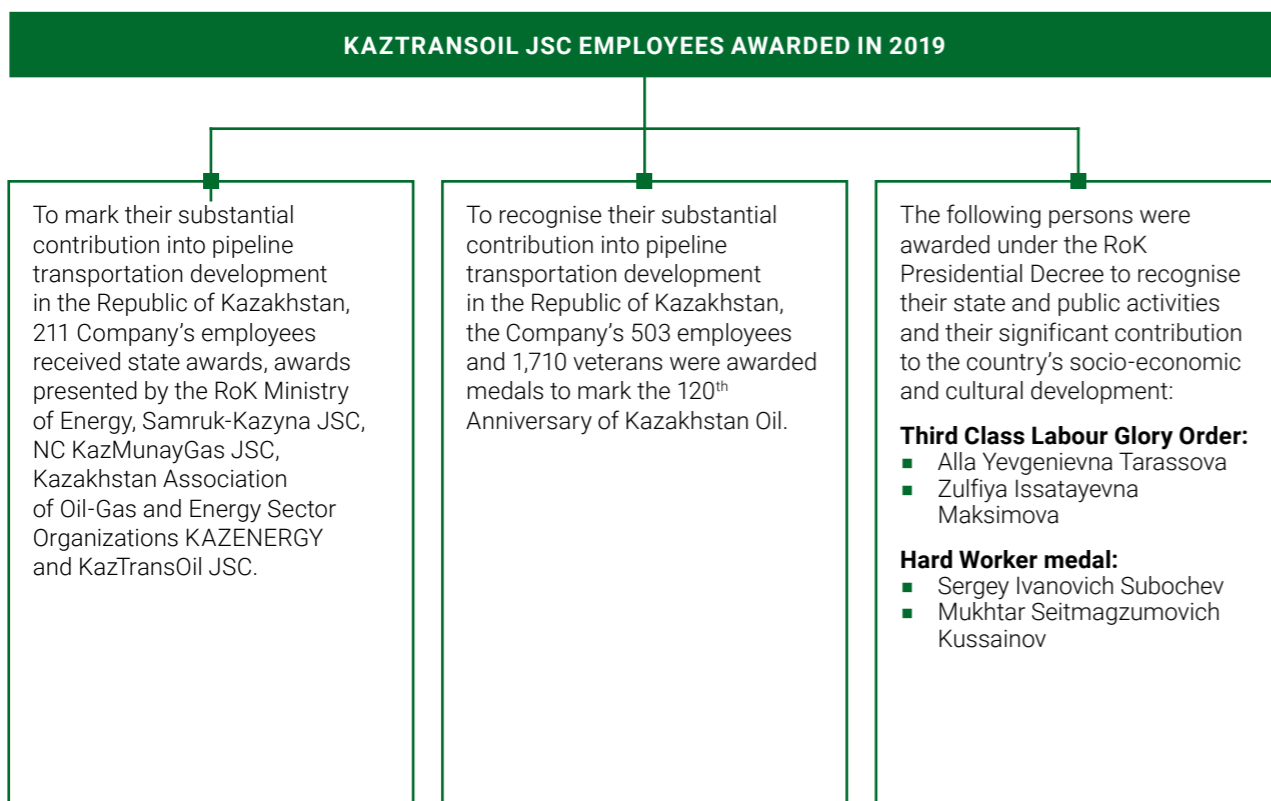 KAZTRANSOIL JSC EMPLOYEES AWARDED IN 2019
To mark their substantial
contribution into pipeline
transportation development
in the Republic of Kazakhstan,
211 Company’s employees
received state awards, awards
presented by the RoK Ministry
of Energy, Samruk-Kazyna JSC,
NC KazMunayGas JSC,
Kazakhstan Association
of Oil-Gas and Energy Sector
Organizations KAZENERGY
and KazTransOil JSC.
To recognise their substantial
contribution into pipeline
transportation development
in the Republic of Kazakhstan,
the Company’s 503 employees
and 1,710 veterans were awarded
medals to mark the 120th
Anniversary of Kazakhstan Oil.
The following persons were
awarded under the RoK
Presidential Decree to recognise
their state and public activities
and their significant contribution
to the country’s socio-economic
and cultural development:
Third Class Labour Glory Order:
■ Alla Yevgenievna Tarassova
■ Zulfiya Issatayevna
Maksimova
Hard Worker medal:
■ Sergey Ivanovich Subochev
■ Mukhtar Seitmagzumovich
Kussainov